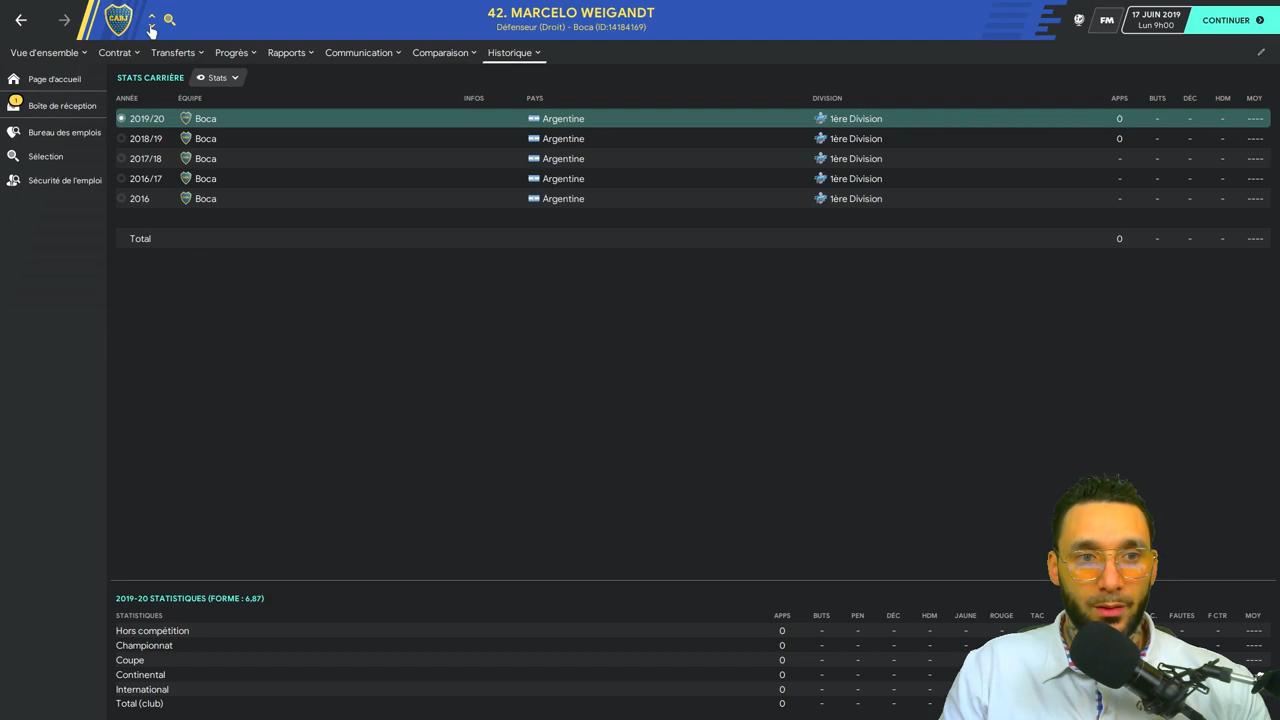 42. MARCELO WEIGANDT
Défenseur (Droit) - Boca (ID:14184169)
CABJ
FM
17 JUIN 2019
Lun 9h00
CONTINUER
Vue d'ensemble Contrat Transferts Progrès Rapports Communication Comparaison Historique
Page d'accueil
1
Boîte de réception
Bureau des emplois
Sélection
Sécurité de l'emploi
STATS CARRIÈRE Stats
ANNÉE ÉQUIPE INFOS PAYS DIVISION APPS BUTS DÉC HDM MOY
2019/20 Boca Argentine 1ère Division 0 - - - ----
2018/19 Boca Argentine 1ère Division 0 - - - ----
2017/18 Boca Argentine 1ère Division - - - - ----
2016/17 Boca Argentine 1ère Division - - - - ----
2016 Boca Argentine 1ère Division - - - - ----
Total 0 - - - ----
2019-20 STATISTIQUES (FORME : 6,87)
STATISTIQUES APPS BUTS PEN DÉC HDM JAUNE ROUGE TAC C. FAUTES F CTR MOY
Hors compétition 0 - - - - - - - - - ----
Championnat 0 - - - - - - - - ----
Coupe 0 - - - - - - - ----
Continental 0 - - - - - - ----
International 0 - - - - - - ----
Total (club) 0 - - - - - ----